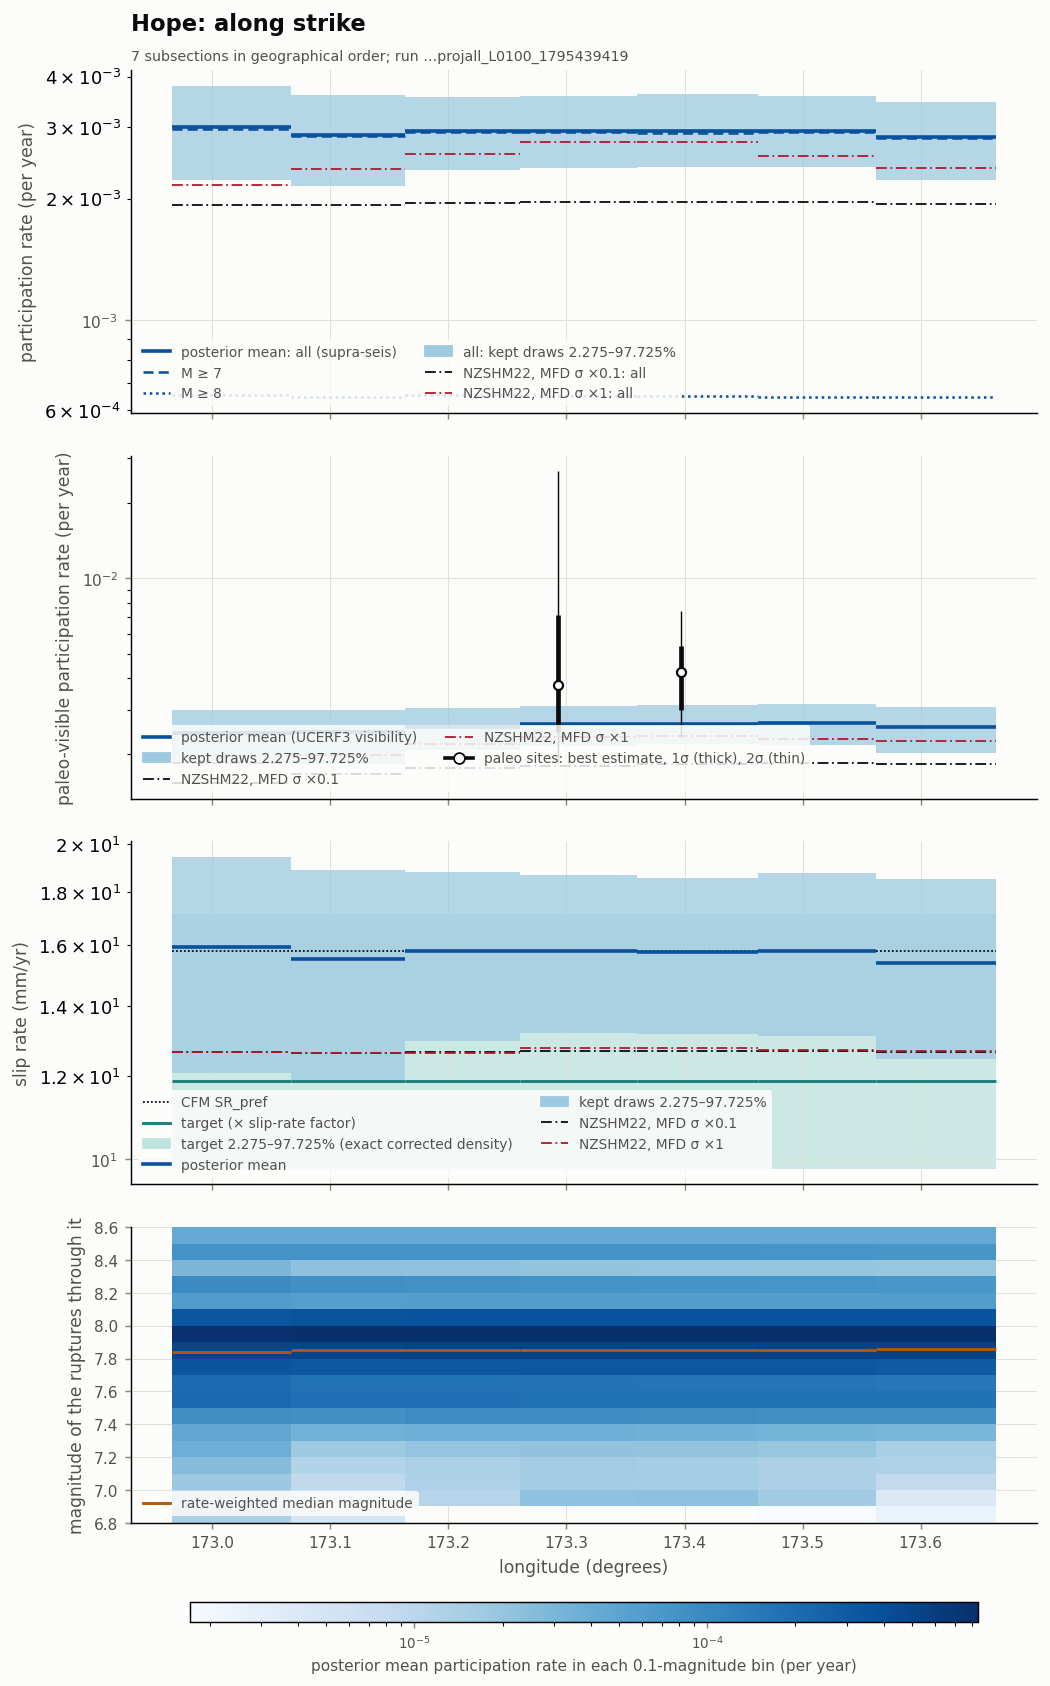 Hope: along strike
7 subsections in geographical order; run ...projall_L0100_1795439419
participation rate (per year)
4 × 10⁻³
3 × 10⁻³
2 × 10⁻³
10⁻³
6 × 10⁻⁴
posterior mean: all (supra-seis)
M ≥ 7
M ≥ 8
all: kept draws 2.275–97.725%
NZSHM22, MFD σ ×0.1: all
NZSHM22, MFD σ ×1: all
paleo-visible participation rate (per year)
10⁻²
posterior mean (UCERF3 visibility)
kept draws 2.275–97.725%
NZSHM22, MFD σ ×0.1
NZSHM22, MFD σ ×1
paleo sites: best estimate, 1σ (thick), 2σ (thin)
slip rate (mm/yr)
2 × 10¹
1.8 × 10¹
1.6 × 10¹
1.4 × 10¹
1.2 × 10¹
10¹
CFM SR_pref
target (× slip-rate factor)
target 2.275–97.725% (exact corrected density)
posterior mean
kept draws 2.275–97.725%
NZSHM22, MFD σ ×0.1
NZSHM22, MFD σ ×1
magnitude of the ruptures through it
8.6
8.4
8.2
8.0
7.8
7.6
7.4
7.2
7.0
6.8
rate-weighted median magnitude
173.0 173.1 173.2 173.3 173.4 173.5 173.6
longitude (degrees)
10⁻⁵ 10⁻⁴
posterior mean participation rate in each 0.1-magnitude bin (per year)